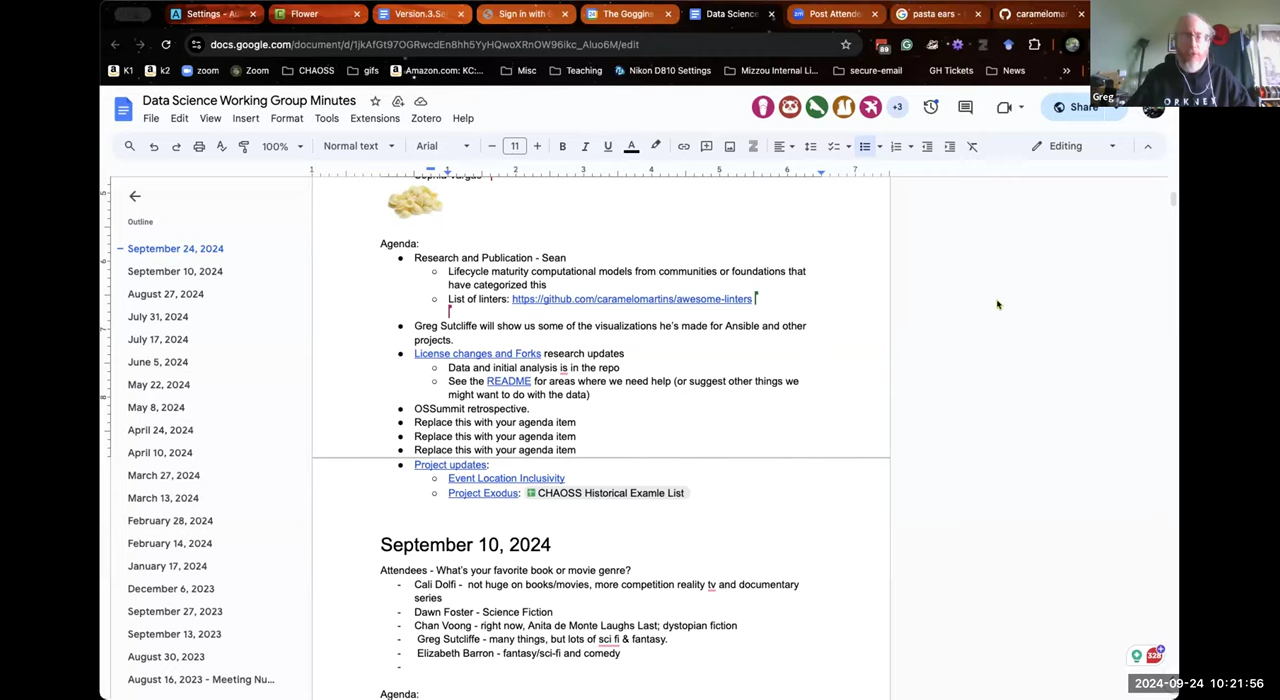 Settings - A
Flower
Version.3.Se
Sign in with
The Goggins
Data Science
Post Attende
pasta ears -
caramelomar
docs.google.com/document/d/1jkAfGt97OGRwcdEn8hh5YyHQwoXRnOW96ikc_Aluo6M/edit
K1
k2
zoom
Zoom
CHAOSS
gifs
Amazon.com: KC:...
Misc
Teaching
Nikon D810 Settings
Mizzou Internal Li...
secure-email
GH Tickets
News
Greg
Data Science Working Group Minutes
File Edit View Insert Format Tools Extensions Zotero Help
+3
Share
100%
Normal text
Arial
11
Editing
Outline
September 24, 2024
September 10, 2024
August 27, 2024
July 31, 2024
July 17, 2024
June 5, 2024
May 22, 2024
May 8, 2024
April 24, 2024
April 10, 2024
March 27, 2024
March 13, 2024
February 28, 2024
February 14, 2024
January 17, 2024
December 6, 2023
September 27, 2023
September 13, 2023
August 30, 2023
August 16, 2023 - Meeting Nu...
Sophia Vargas
Agenda:
Research and Publication - Sean
Lifecycle maturity computational models from communities or foundations that
have categorized this
List of linters: https://github.com/caramelomartins/awesome-linters
Greg Sutcliffe will show us some of the visualizations he's made for Ansible and other
projects.
License changes and Forks research updates
Data and initial analysis is in the repo
See the README for areas where we need help (or suggest other things we
might want to do with the data)
OSSummit retrospective.
Replace this with your agenda item
Replace this with your agenda item
Replace this with your agenda item
Project updates:
Event Location Inclusivity
Project Exodus: CHAOSS Historical Examle List
September 10, 2024
Attendees - What's your favorite book or movie genre?
- Cali Dolfi - not huge on books/movies, more competition reality tv and documentary
series
- Dawn Foster - Science Fiction
- Chan Voong - right now, Anita de Monte Laughs Last; dystopian fiction
- Greg Sutcliffe - many things, but lots of sci fi & fantasy.
- Elizabeth Barron - fantasy/sci-fi and comedy
-
Agenda:
2024-09-24 10:21:56